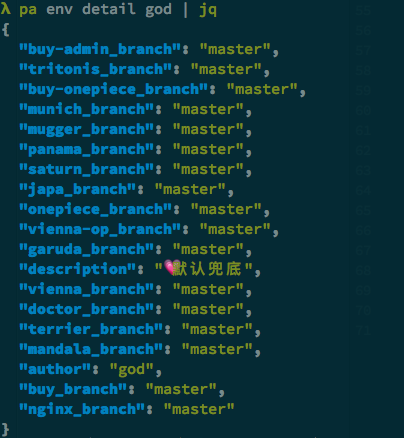 λ pa env detail god | jq
{
  "buy-admin_branch": "master",
  "tritonis_branch": "master",
  "buy-onepiece_branch": "master",
  "munich_branch": "master",
  "mugger_branch": "master",
  "panama_branch": "master",
  "saturn_branch": "master",
  "japa_branch": "master",
  "onepiece_branch": "master",
  "vienna-op_branch": "master",
  "garuda_branch": "master",
  "description": "💗默认兜底",
  "vienna_branch": "master",
  "doctor_branch": "master",
  "terrier_branch": "master",
  "mandala_branch": "master",
  "author": "god",
  "buy_branch": "master",
  "nginx_branch": "master"
}